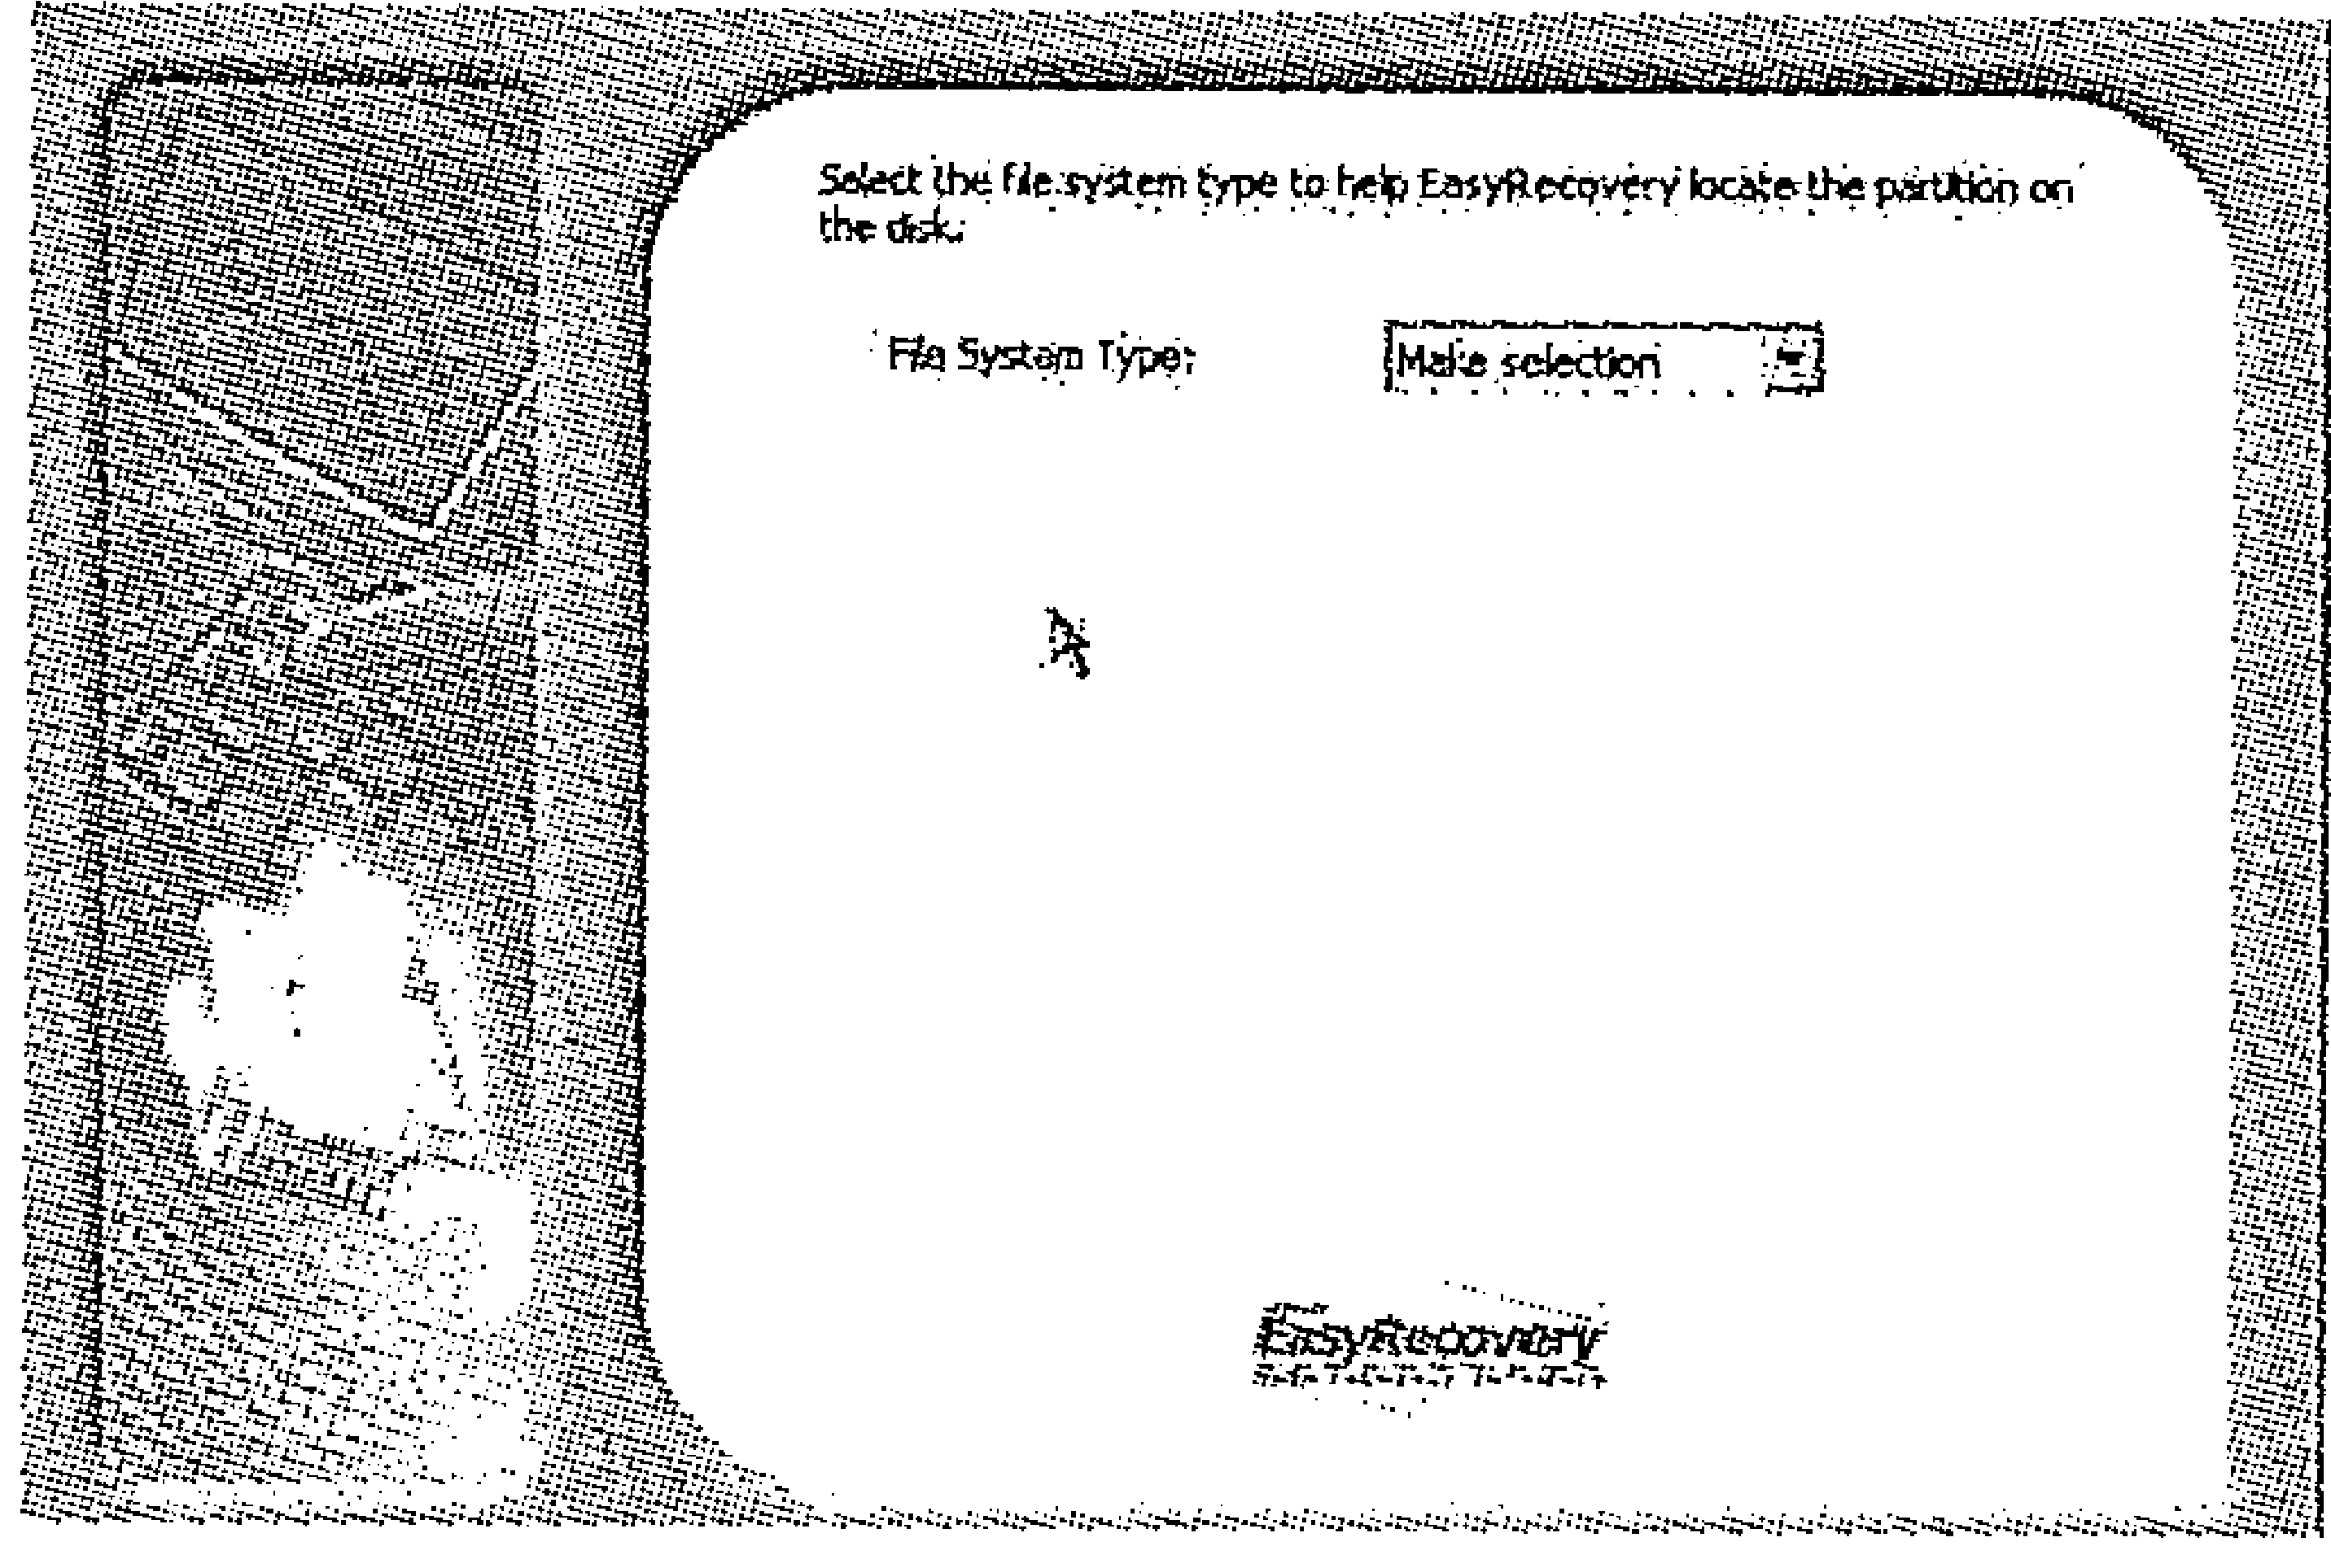 Select the file system type to help EasyRecovery locate the partition on
the disk.
File System Type:
Make selection
EasyRecovery